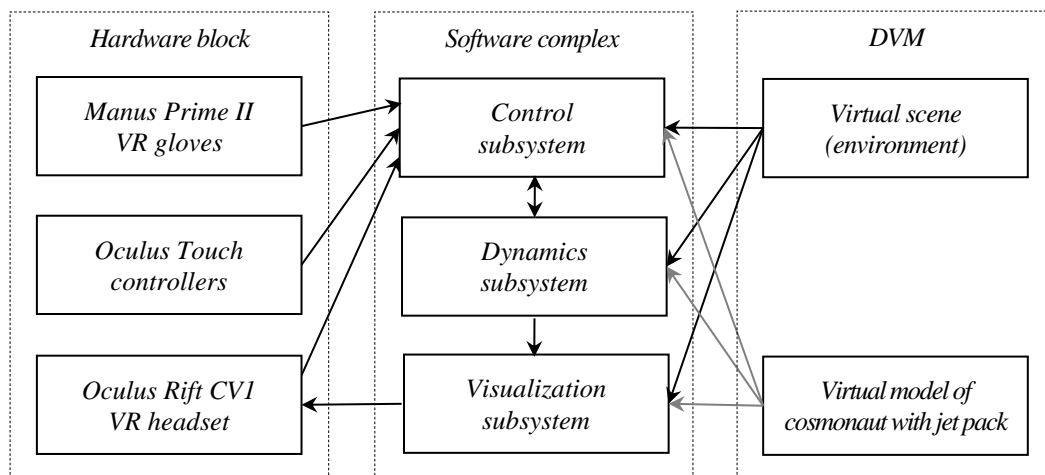 Hardware block
Manus Prime II
VR gloves
Oculus Touch
controllers
Oculus Rift CV1
VR headset
Software complex
Control
subsystem
Dynamics
subsystem
Visualization
subsystem
DVM
Virtual scene
(environment)
Virtual model of
cosmonaut with jet pack